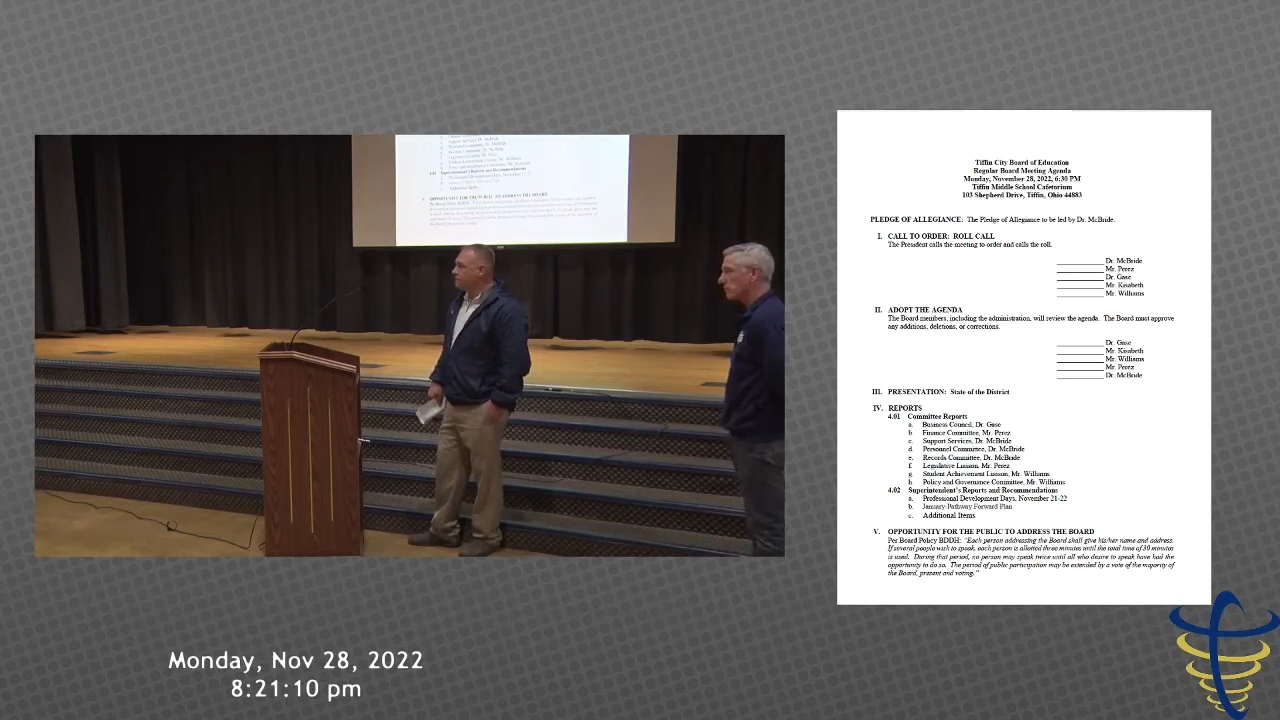 Tiffin City Board of Education
Regular Board Meeting Agenda
Monday, November 28, 2022, 6:30 PM
Tiffin Middle School Cafetorium
103 Shepherd Drive, Tiffin, Ohio 44883
PLEDGE OF ALLEGIANCE: The Pledge of Allegiance to be led by Dr. McBride.
I. CALL TO ORDER: ROLL CALL
The President calls the meeting to order and calls the roll.
Dr. McBride
Mr. Perez
Dr. Gase
Mr. Kisabeth
Mr. Williams
II. ADOPT THE AGENDA
The Board members, including the administration, will review the agenda. The Board must approve
any additions, deletions, or corrections.
Dr. Gase
Mr. Kisabeth
Mr. Williams
Mr. Perez
Dr. McBride
III. PRESENTATION: State of the District
IV. REPORTS
4.01 Committee Reports
a. Business Council, Dr. Gase
b. Finance Committee, Mr. Perez
c. Support Services, Dr. McBride
d. Personnel Committee, Dr. McBride
e. Records Committee, Dr. McBride
f. Legislative Liaison, Mr. Perez
g. Student Achievement Liaison, Mr. Williams
h. Policy and Governance Committee, Mr. Williams
4.02 Superintendent's Reports and Recommendations
a. Professional Development Days, November 21-22
b. January-Pathway Forward Plan
c. Additional Items
V. OPPORTUNITY FOR THE PUBLIC TO ADDRESS THE BOARD
Per Board Policy BDDH: "Each person addressing the Board shall give his/her name and address.
If several people wish to speak, each person is allotted three minutes until the total time of 30 minutes
is used. During that period, no person may speak twice until all who desire to speak have had the
opportunity to do so. The period of public participation may be extended by a vote of the majority of
the Board, present and voting."
Monday, Nov 28, 2022
8:21:10 pm